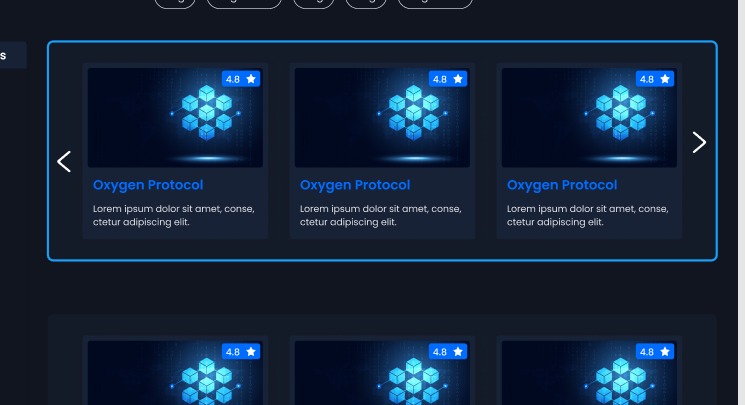 s
4.8
4.8
4.8
Oxygen Protocol
Oxygen Protocol
Oxygen Protocol
Lorem ipsum dolor sit amet, conse,
ctetur adipiscing elit.
Lorem ipsum dolor sit amet, conse,
ctetur adipiscing elit.
Lorem ipsum dolor sit amet, conse,
ctetur adipiscing elit.
4.8
4.8
4.8